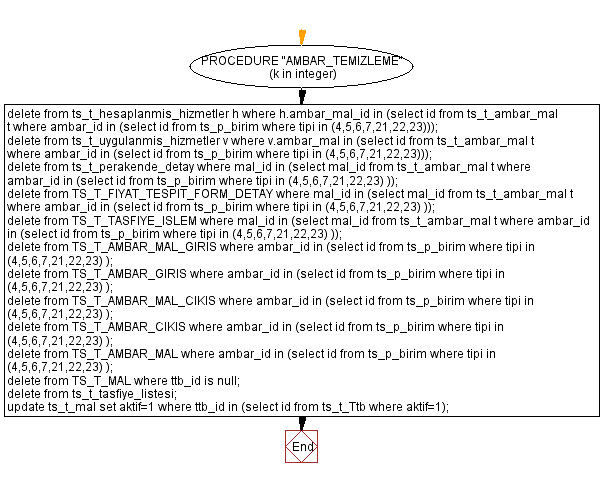 PROCEDURE "AMBAR_TEMIZLEME"
(k in integer)
delete from ts_t_hesaplanmis_hizmetler h where h.ambar_mal_id in (select id from ts_t_ambar_mal
t where ambar_id in (select id from ts_p_birim where tipi in (4,5,6,7,21,22,23)));
delete from ts_t_uygulanmis_hizmetler v where v.ambar_mal in (select id from ts_t_ambar_mal t
where ambar_id in (select id from ts_p_birim where tipi in (4,5,6,7,21,22,23)));
delete from ts_t_perakende_detay where mal_id in (select mal_id from ts_t_ambar_mal t where
ambar_id in (select id from ts_p_birim where tipi in (4,5,6,7,21,22,23) ));
delete from TS_T_FIYAT_TESPIT_FORM_DETAY where mal_id in (select mal_id from ts_t_ambar_mal t
where ambar_id in (select id from ts_p_birim where tipi in (4,5,6,7,21,22,23) ));
delete from TS_T_TASFIYE_ISLEM where mal_id in (select mal_id from ts_t_ambar_mal t where ambar_id
in (select id from ts_p_birim where tipi in (4,5,6,7,21,22,23) ));
delete from TS_T_AMBAR_MAL_GIRIS where ambar_id in (select id from ts_p_birim where tipi in
(4,5,6,7,21,22,23) );
delete from TS_T_AMBAR_GIRIS where ambar_id in (select id from ts_p_birim where tipi in
(4,5,6,7,21,22,23) );
delete from TS_T_AMBAR_MAL_CIKIS where ambar_id in (select id from ts_p_birim where tipi in
(4,5,6,7,21,22,23) );
delete from TS_T_AMBAR_CIKIS where ambar_id in (select id from ts_p_birim where tipi in
(4,5,6,7,21,22,23) );
delete from TS_T_AMBAR_MAL where ambar_id in (select id from ts_p_birim where tipi in
(4,5,6,7,21,22,23) );
delete from TS_T_MAL where ttb_id is null;
delete from ts_t_tasfiye_listesi;
update ts_t_mal set aktif=1 where ttb_id in (select id from ts_t_Ttb where aktif=1);
End